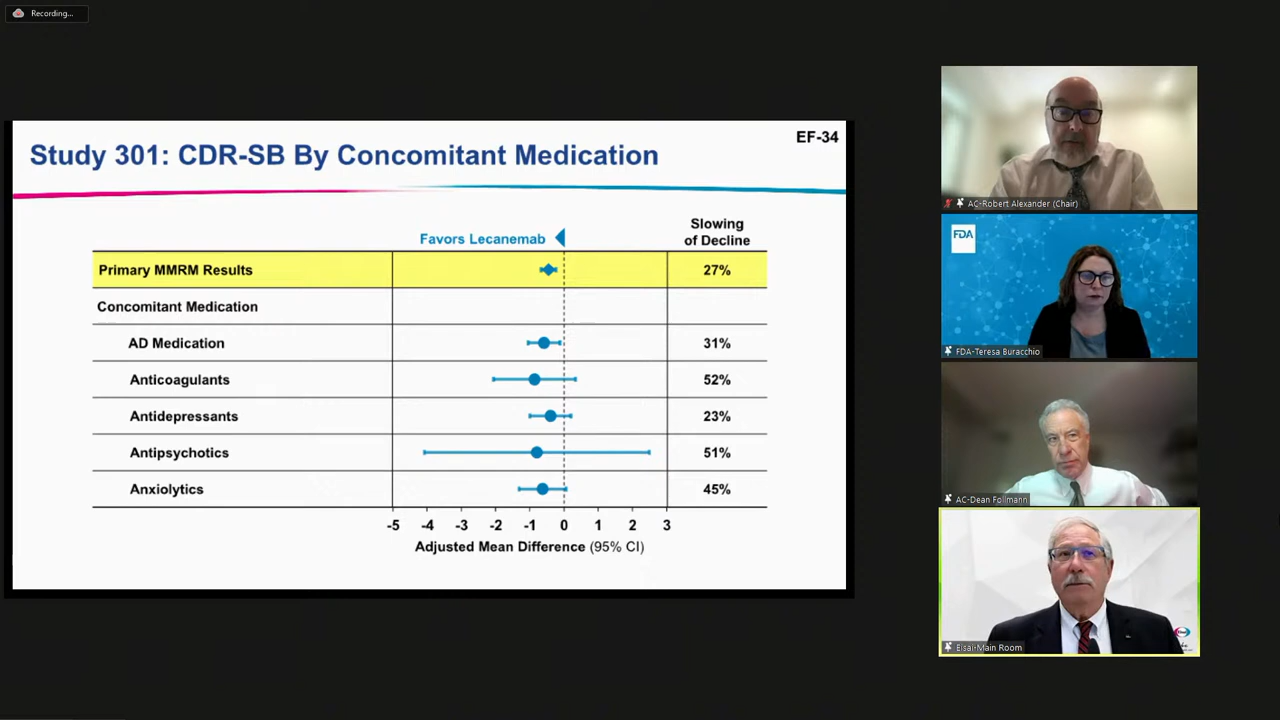 Recording...
EF-34
Study 301: CDR-SB By Concomitant Medication
Favors Lecanemab
Slowing
of Decline
Primary MMRM Results 27%
Concomitant Medication
AD Medication 31%
Anticoagulants 52%
Antidepressants 23%
Antipsychotics 51%
Anxiolytics 45%
-5 -4 -3 -2 -1 0 1 2 3
Adjusted Mean Difference (95% CI)
AC-Robert Alexander (Chair)
FDA
FDA-Teresa Buracchio
AC-Dean Follmann
Eisai-Main Room